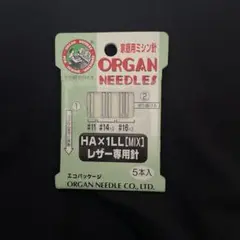 家庭用ミシン針
ORGAN
NEEDLES
#11 #14 #16
HA×1LL[MIX]
レザー専用針
エコパッケージ
5本入
ORGAN NEEDLE CO., LTD.